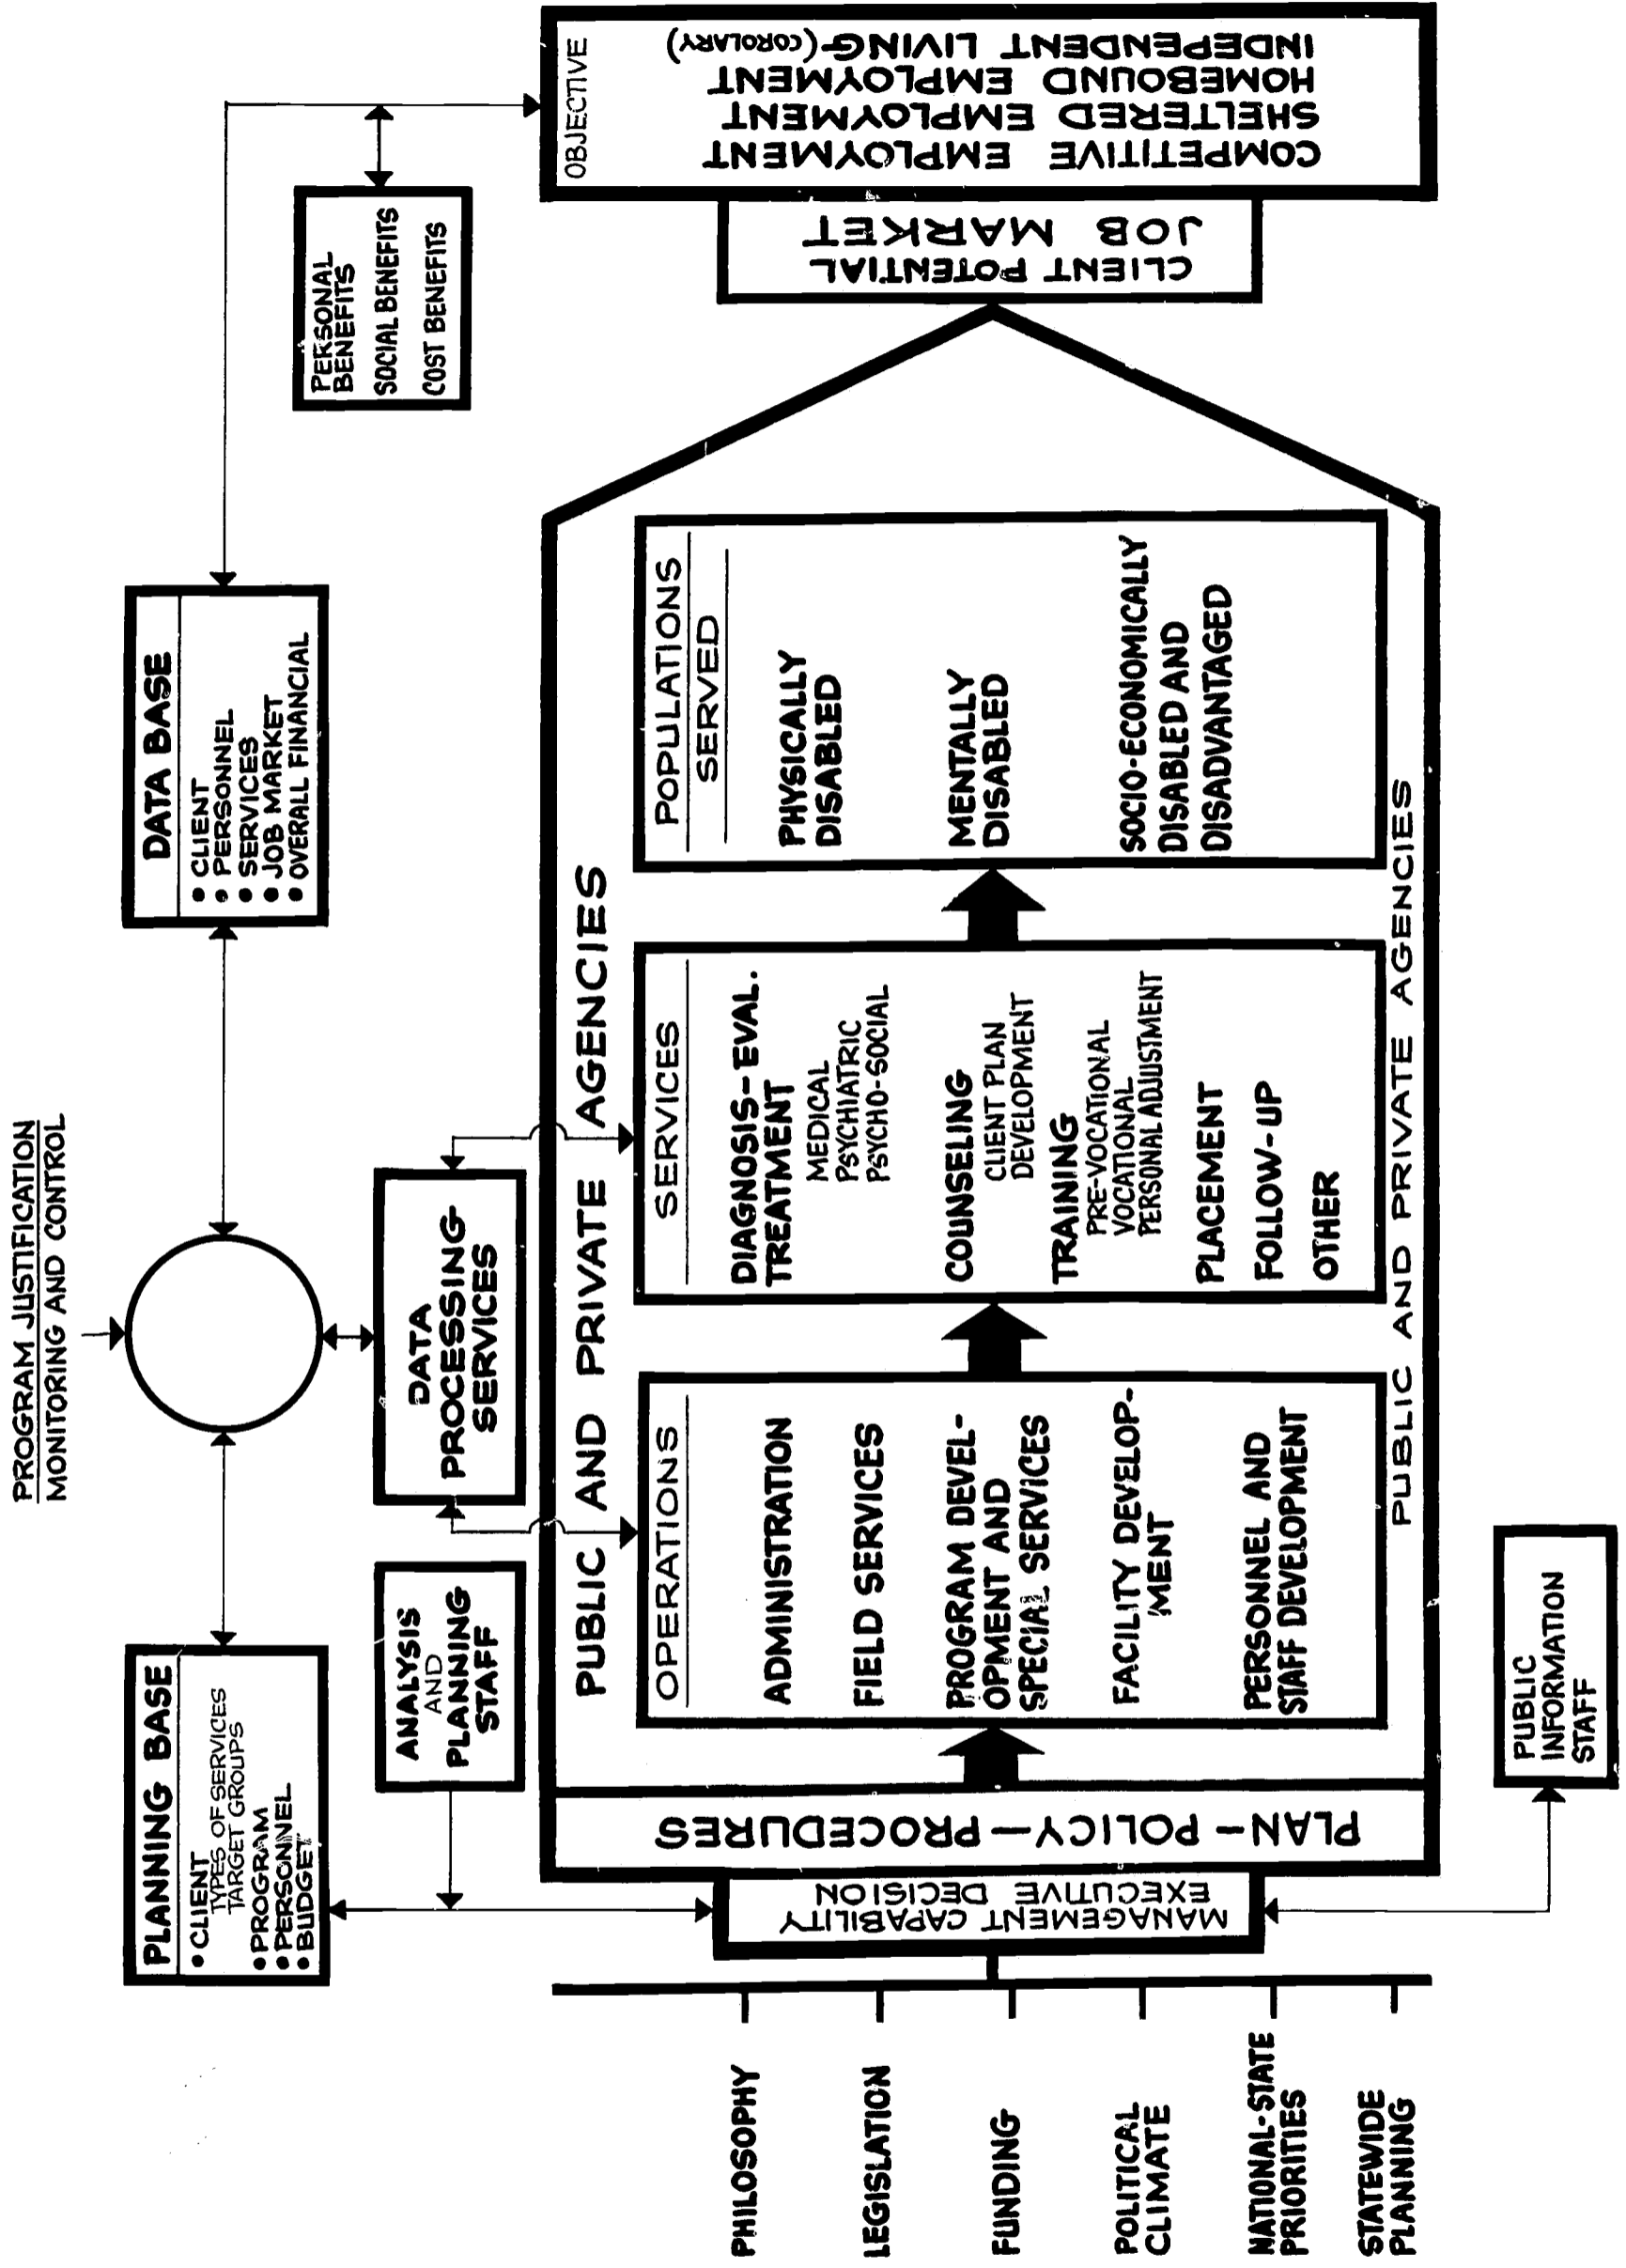 PROGRAM JUSTIFICATION
MONITORING AND CONTROL
PLANNING BASE
• CLIENT
TYPES OF SERVICES
TARGET GROUPS
• PROGRAM
• PERSONNEL
• BUDGET
DATA BASE
• CLIENT
• PERSONNEL
• SERVICES
• JOB MARKET
• OVERALL FINANCIAL
PERSONAL
BENEFITS
SOCIAL BENEFITS
COST BENEFITS
ANALYSIS
AND
PLANNING
STAFF
DATA
PROCESSING
SERVICES
PHILOSOPHY
LEGISLATION
FUNDING
POLITICAL
CLIMATE
NATIONAL-STATE
PRIORITIES
STATEWIDE
PLANNING
MANAGEMENT CAPABILITY
EXECUTIVE DECISION
PLAN-POLICY-PROCEDURES
PUBLIC AND PRIVATE AGENCIES
OPERATIONS
ADMINISTRATION
FIELD SERVICES
PROGRAM DEVEL-
OPMENT AND
SPECIAL SERVICES
FACILITY DEVELOP-
MENT
PERSONNEL AND
STAFF DEVELOPMENT
SERVICES
DIAGNOSIS-EVAL.
TREATMENT
MEDICAL
PSYCHIATRIC
PSYCHO-SOCIAL
COUNSELING
CLIENT PLAN
DEVELOPMENT
TRAINING
PRE-VOCATIONAL
VOCATIONAL
PERSONAL ADJUSTMENT
PLACEMENT
FOLLOW-UP
OTHER
POPULATIONS
SERVED
PHYSICALLY
DISABLED
MENTALLY
DISABLED
SOCIO-ECONOMICALLY
DISABLED AND
DISADVANTAGED
PUBLIC AND PRIVATE AGENCIES
CLIENT POTENTIAL
JOB MARKET
OBJECTIVE
COMPETITIVE EMPLOYMENT
SHELTERED EMPLOYMENT
HOMEBOUND EMPLOYMENT
INDEPENDENT LIVING-(COROLARY)
PUBLIC
INFORMATION
STAFF